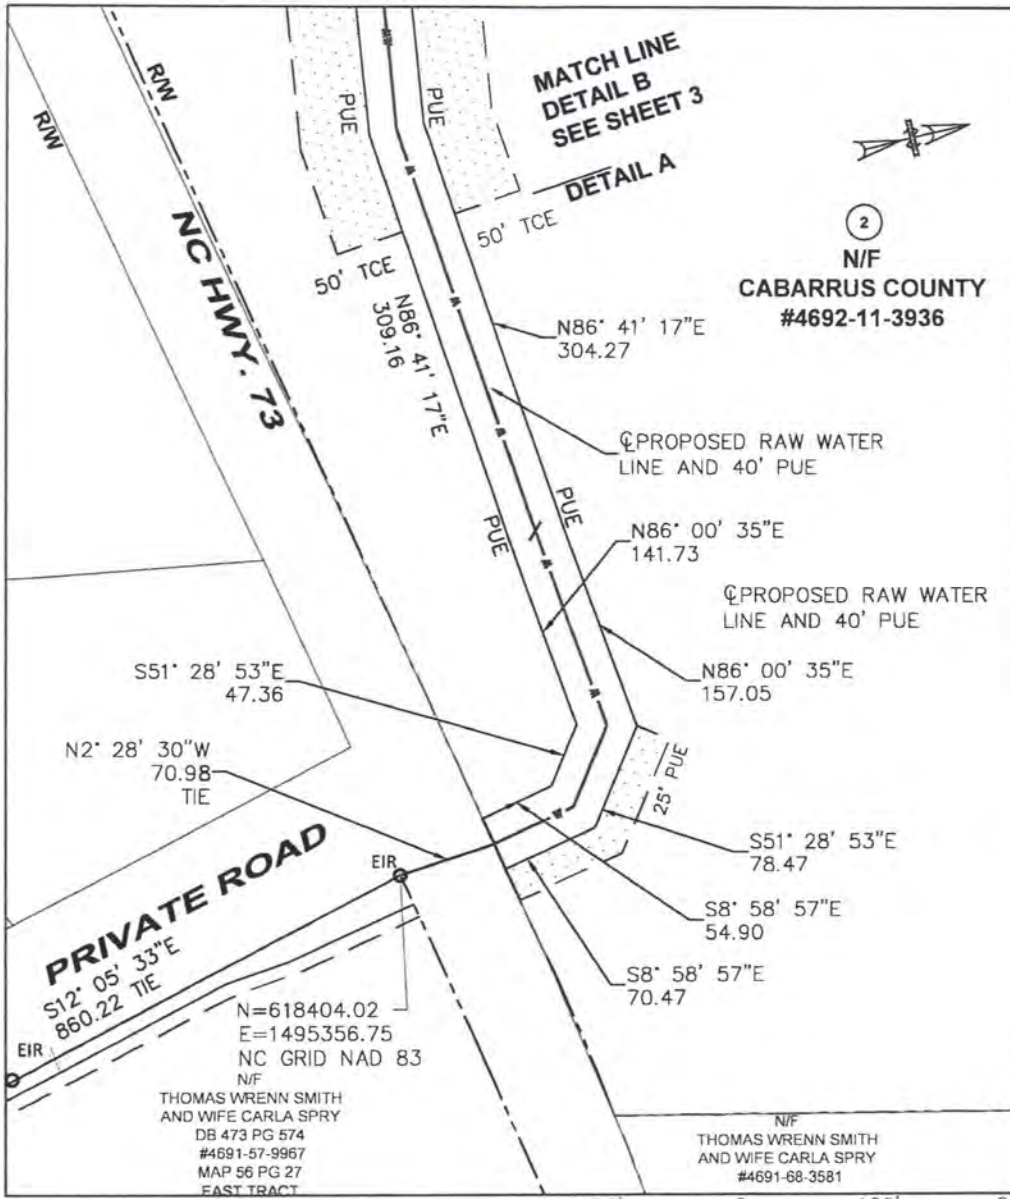 R/W
R/W
PUE
PUE
MATCH LINE
DETAIL B
SEE SHEET 3
DETAIL A
50' TCE
50' TCE
NC HWY. 73
2
N/F
CABARRUS COUNTY
#4692-11-3936
N86° 41' 17"E
309.16
N86° 41' 17"E
304.27
℄PROPOSED RAW WATER
LINE AND 40' PUE
PUE
PUE
N86° 00' 35"E
141.73
℄PROPOSED RAW WATER
LINE AND 40' PUE
N86° 00' 35"E
157.05
S51° 28' 53"E
47.36
N2° 28' 30"W
70.98
TIE
25' PUE
S51° 28' 53"E
78.47
S8° 58' 57"E
54.90
S8° 58' 57"E
70.47
EIR
PRIVATE ROAD
S12° 05' 33"E
860.22 TIE
EIR
N=618404.02
E=1495356.75
NC GRID NAD 83
N/F
THOMAS WRENN SMITH
AND WIFE CARLA SPRY
DB 473 PG 574
#4691-57-9967
MAP 56 PG 27
EAST TRACT
N/F
THOMAS WRENN SMITH
AND WIFE CARLA SPRY
#4691-68-3581